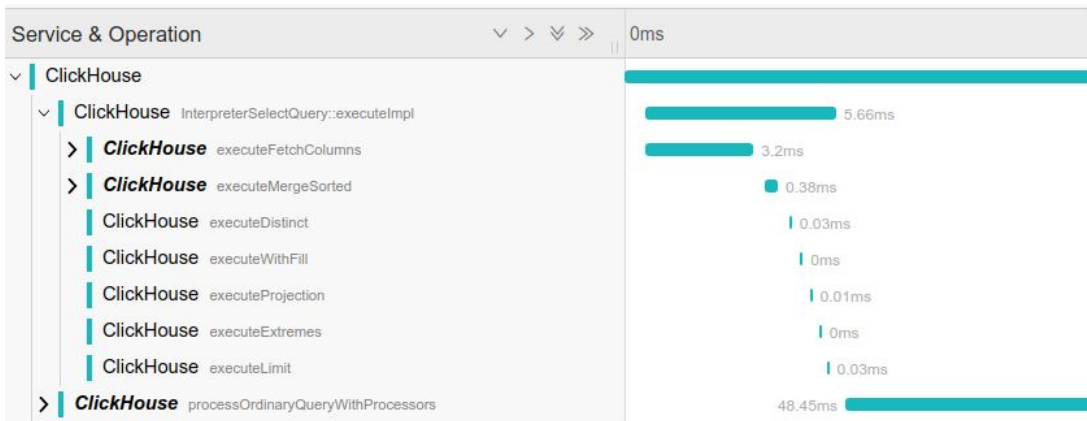 Service & Operation 0ms
ClickHouse
ClickHouse InterpreterSelectQuery::executeImpl 5.66ms
ClickHouse executeFetchColumns 3.2ms
ClickHouse executeMergeSorted 0.38ms
ClickHouse executeDistinct 0.03ms
ClickHouse executeWithFill 0ms
ClickHouse executeProjection 0.01ms
ClickHouse executeExtremes 0ms
ClickHouse executeLimit 0.03ms
ClickHouse processOrdinaryQueryWithProcessors 48.45ms